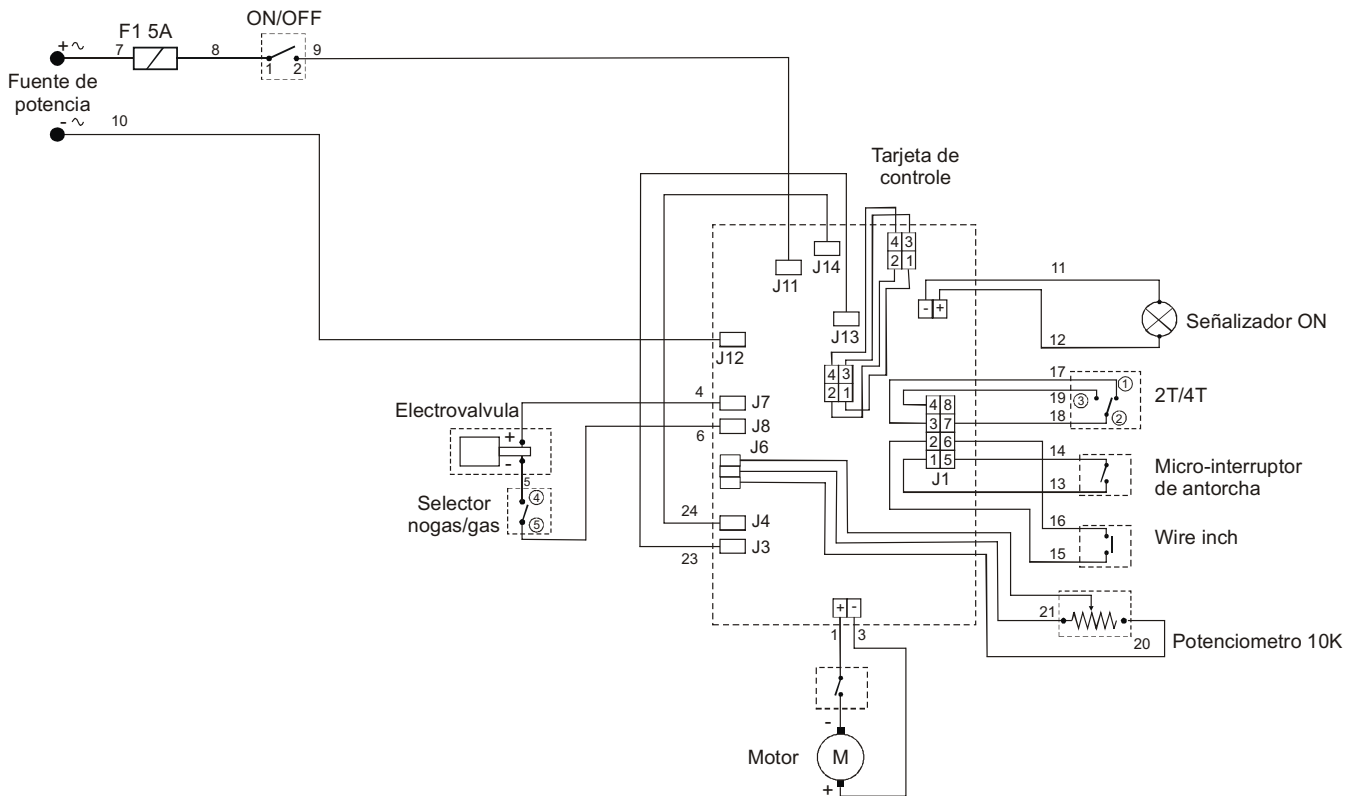 ON/OFF
F1 5A
+ ~
7
8
9
1 2
Fuente de
potencia
- ~
10
Tarjeta de
controle
4 3
2 1
J14
J11
- +
11
Señalizador ON
12
J13
J12
4 3
2 1
17
①
2T/4T
19
③
18
②
4 8
3 7
2 6
1 5
J1
4
J7
Electrovalvula
+
-
6
J8
J6
5
④
Selector
nogas/gas
⑤
14
Micro-interruptor
de antorcha
13
24
J4
16
Wire inch
15
23
J3
+ -
1 3
21
20
Potenciometro 10K
-
Motor
M
+